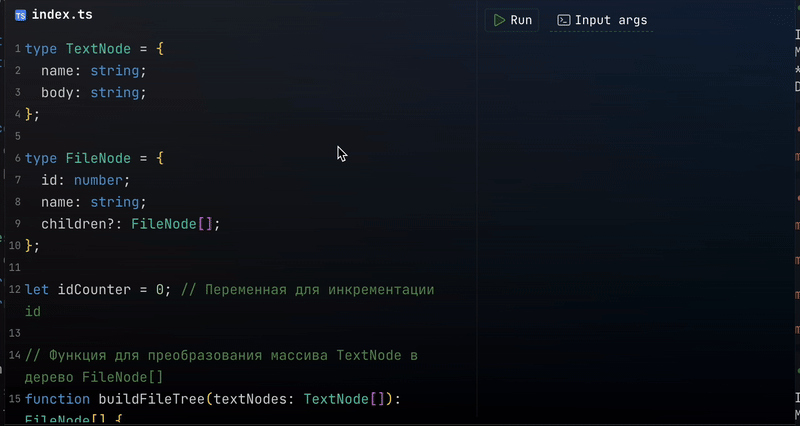 TS index.ts
Run
Input args
1 type TextNode = {
2 name: string;
3 body: string;
4 };
5
6 type FileNode = {
7 id: number;
8 name: string;
9 children?: FileNode[];
10 };
11
12 let idCounter = 0; // Переменная для инкрементации
id
13
14 // Функция для преобразования массива TextNode в
дерево FileNode[]
15 function buildFileTree(textNodes: TextNode[]):
FileNode[] {